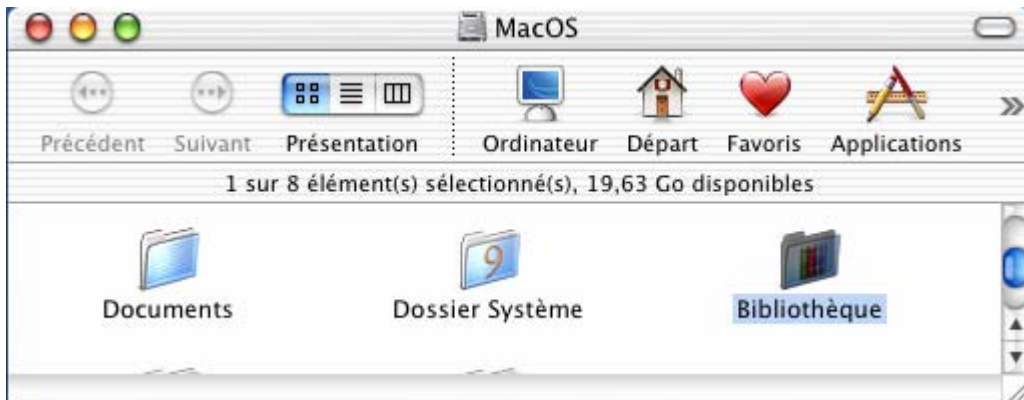 MacOS
Précédent Suivant Présentation Ordinateur Départ Favoris Applications
1 sur 8 élément(s) sélectionné(s), 19,63 Go disponibles
9
Documents Dossier Système Bibliothèque